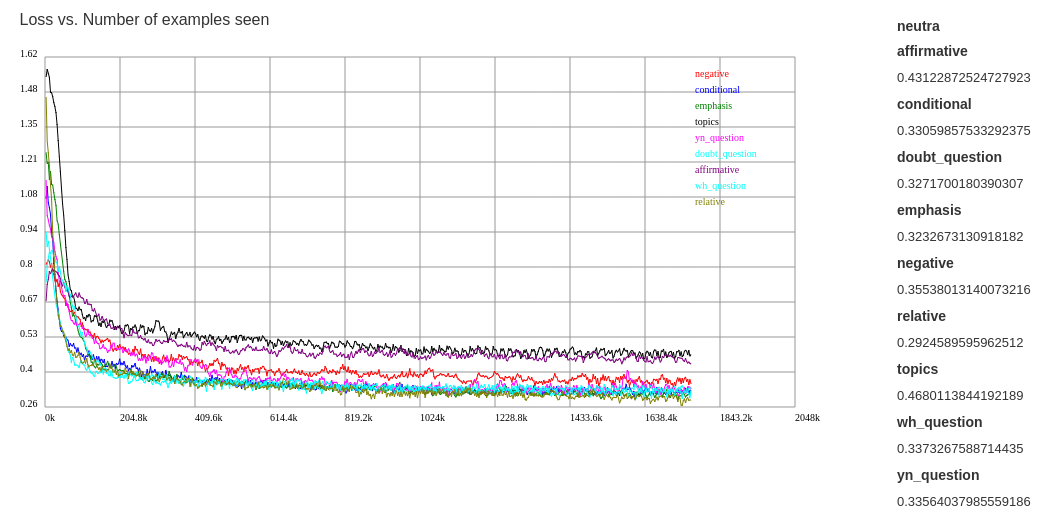 Loss vs. Number of examples seen
1.62
1.48
1.35
1.21
1.08
0.94
0.8
0.67
0.53
0.4
0.26
0k
204.8k
409.6k
614.4k
819.2k
1024k
1228.8k
1433.6k
1638.4k
1843.2k
2048k
negative
conditional
emphasis
topics
yn_question
doubt_question
affirmative
wh_question
relative
neutra
affirmative
0.43122872524727923
conditional
0.33059857533292375
doubt_question
0.3271700180390307
emphasis
0.3232673130918182
negative
0.35538013140073216
relative
0.2924589595962512
topics
0.4680113844192189
wh_question
0.3373267588714435
yn_question
0.33564037985559186